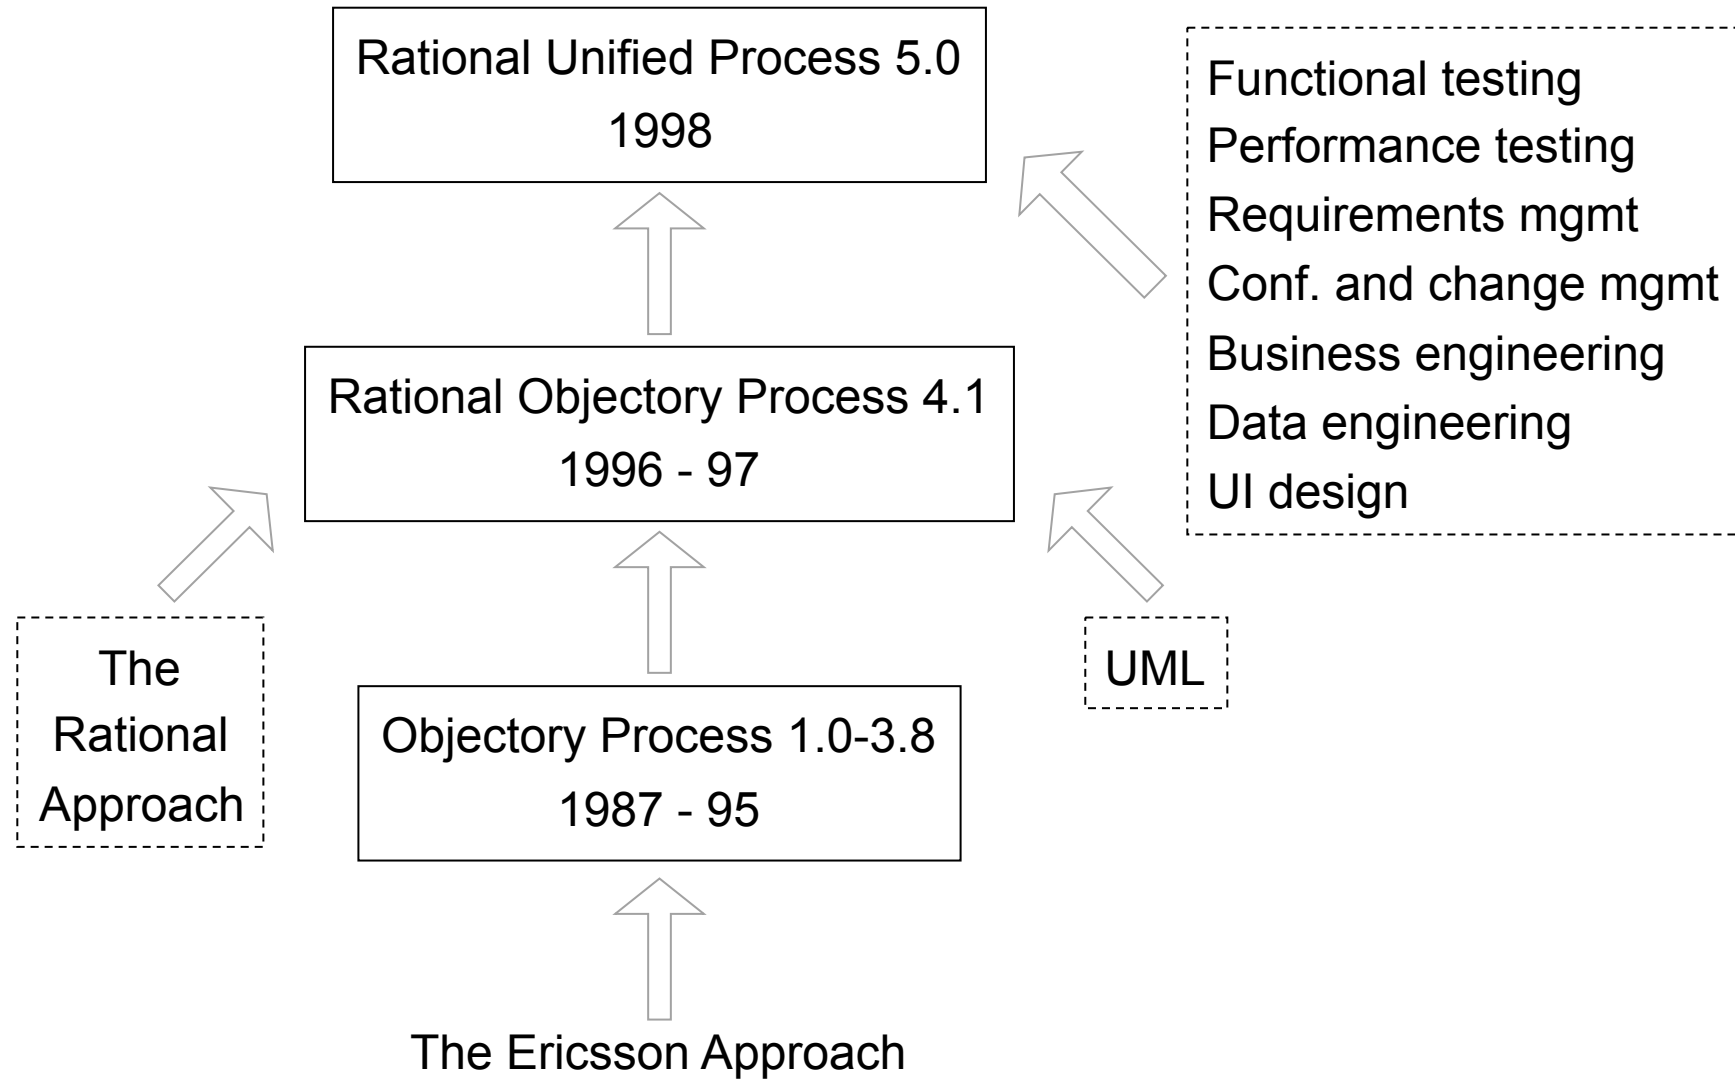 Rational Unified Process 5.0
1998
Functional testing
Performance testing
Requirements mgmt
Conf. and change mgmt
Business engineering
Data engineering
UI design
Rational Objectory Process 4.1
1996 - 97
The
Rational
Approach
UML
Objectory Process 1.0-3.8
1987 - 95
The Ericsson Approach